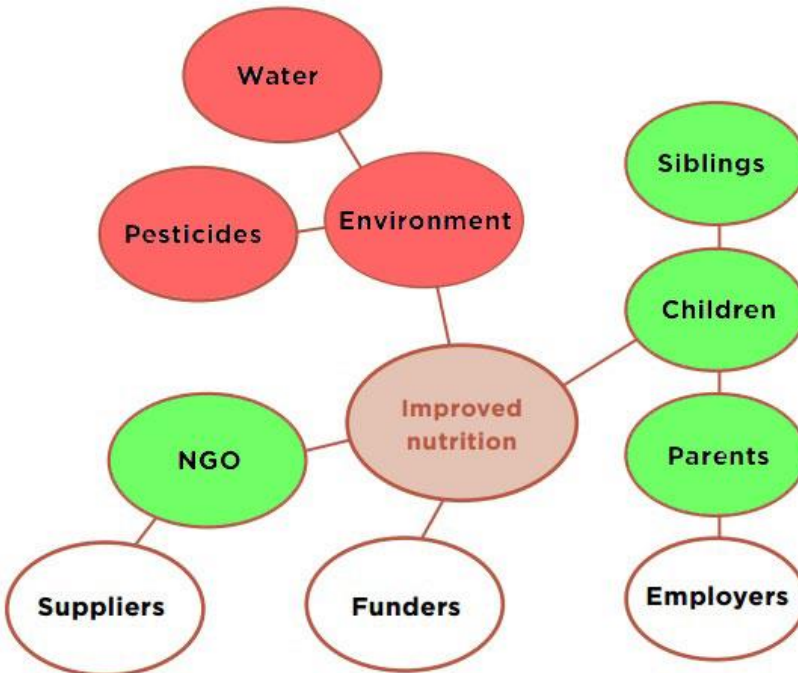 Water
Siblings
Pesticides
Environment
Children
Improved
nutrition
NGO
Parents
Suppliers
Funders
Employers